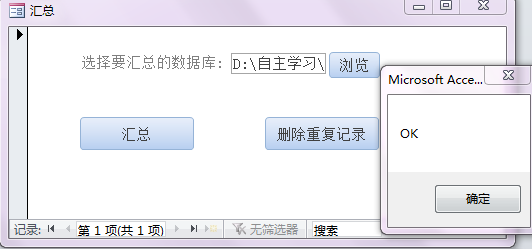 汇总
选择要汇总的数据库：
D:\自主学习\
浏览
Microsoft Acce...
OK
确定
汇总
删除重复记录
记录:
第 1 项(共 1 项)
无筛选器
搜索